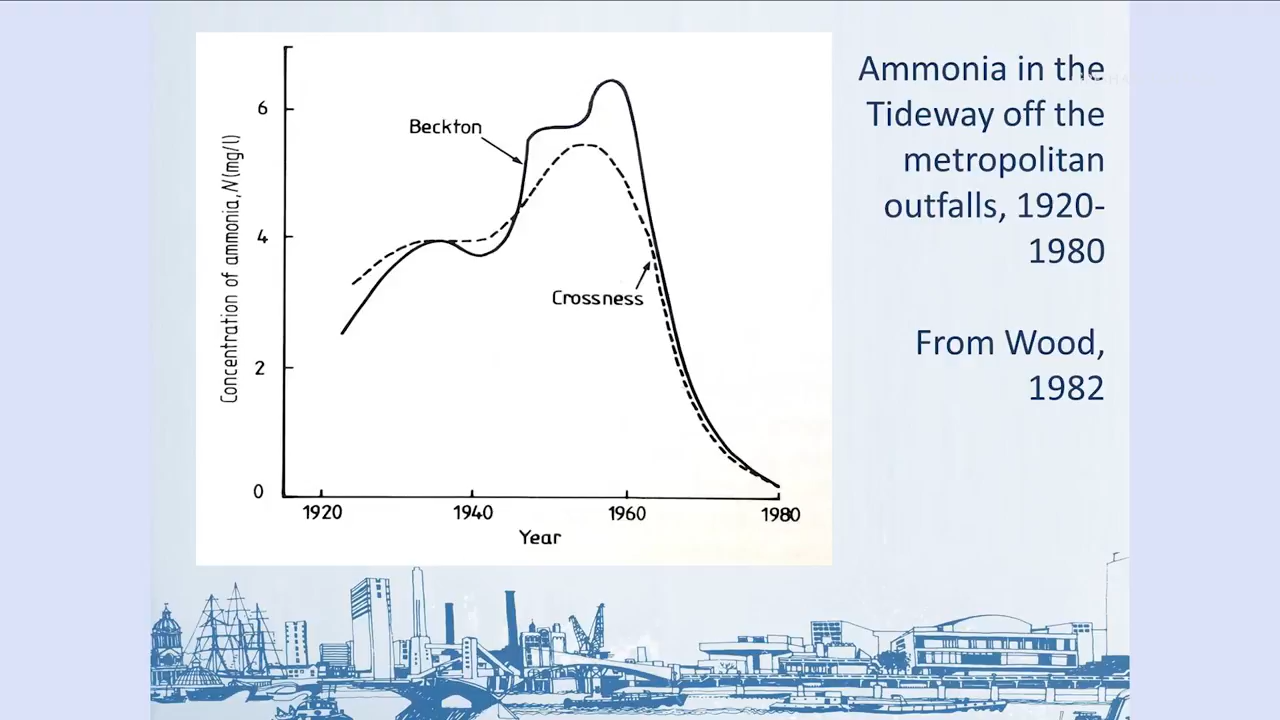 Ammonia in the
Tideway off the
metropolitan
outfalls, 1920-
1980
From Wood,
1982
Concentration of ammonia, N (mg/l)
6
4
2
0
Beckton
Crossness
1920 1940 1960 1980
Year